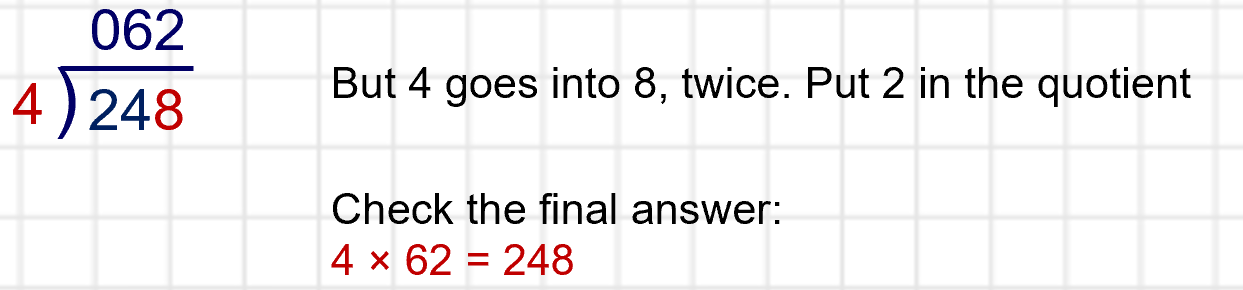 062
4)248
But 4 goes into 8, twice. Put 2 in the quotient
Check the final answer:
4 × 62 = 248